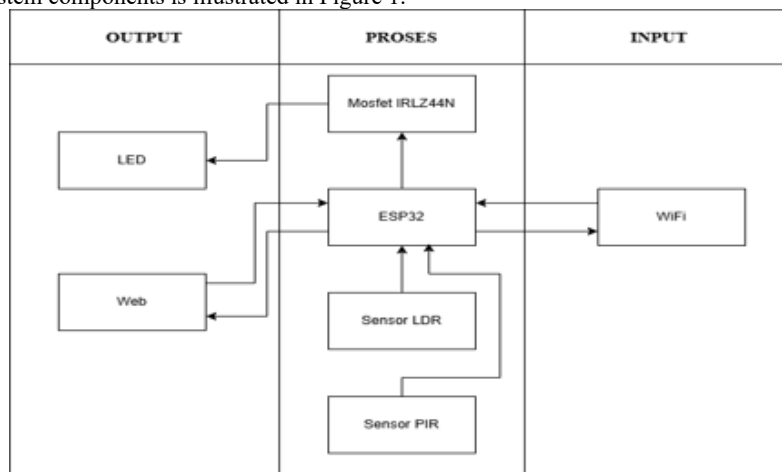 stem components is illustrated in Figure 1.
OUTPUT PROSES INPUT
Mosfet IRLZ44N
LED
ESP32
WiFi
Web
Sensor LDR
Sensor PIR